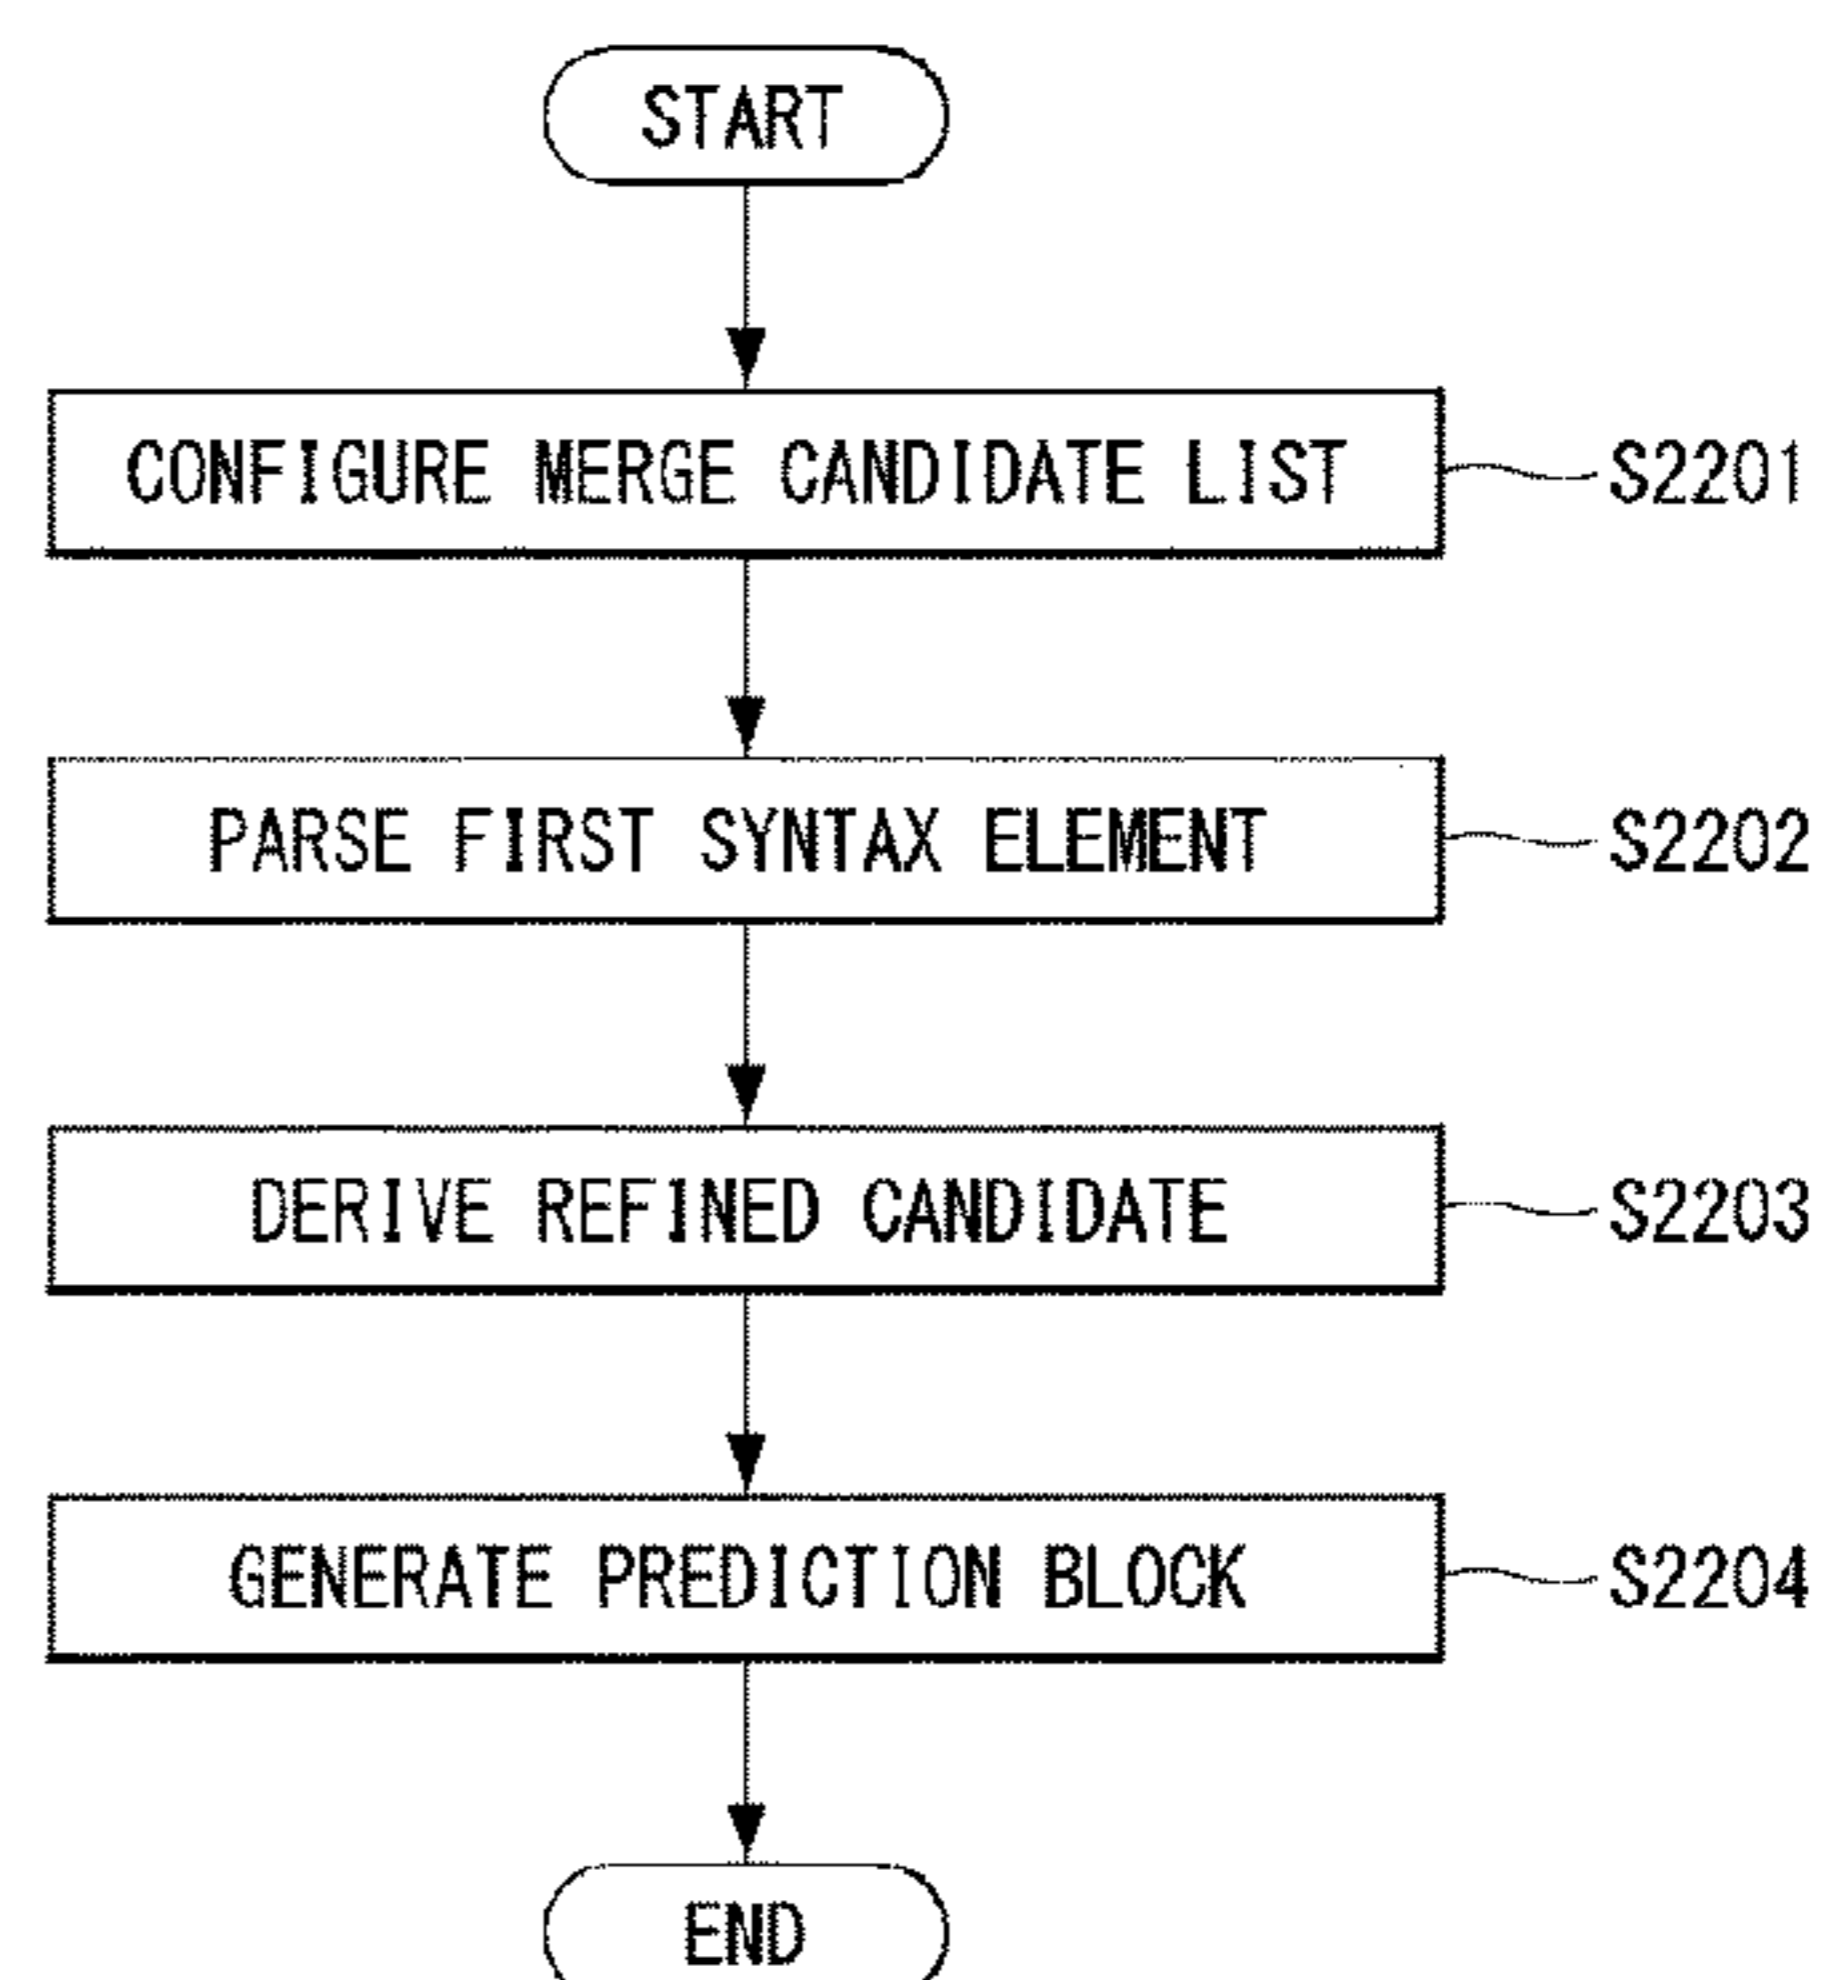 START
CONFIGURE MERGE CANDIDATE LIST S2201
PARSE FIRST SYNTAX ELEMENT S2202
DERIVE REFINED CANDIDATE S2203
GENERATE PREDICTION BLOCK S2204
END